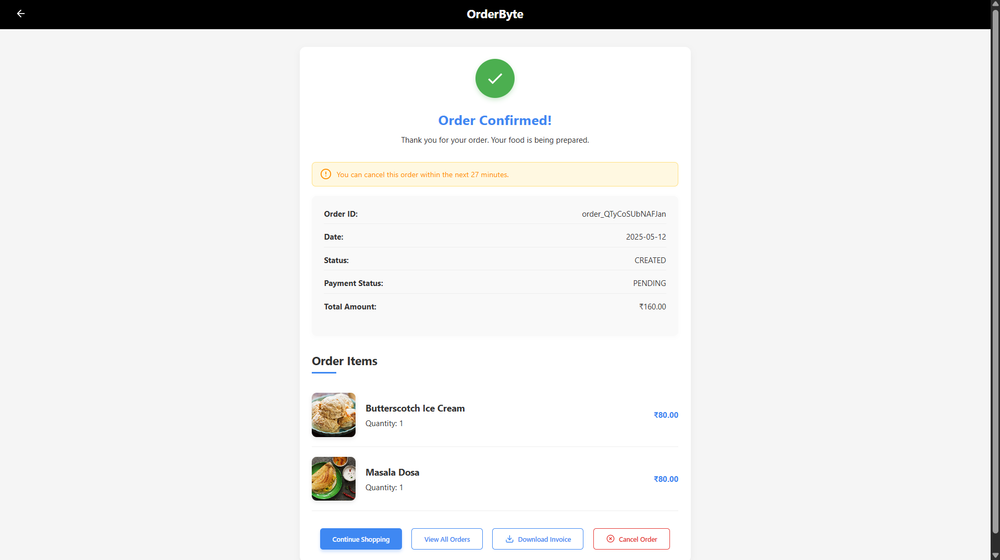 OrderByte
Order Confirmed!
Thank you for your order. Your food is being prepared.
You can cancel this order within the next 27 minutes.
Order ID: order_QTyCoSUbNAFJan
Date: 2025-05-12
Status: CREATED
Payment Status: PENDING
Total Amount: ₹160.00
Order Items
Butterscotch Ice Cream
Quantity: 1
₹80.00
Masala Dosa
Quantity: 1
₹80.00
Continue Shopping View All Orders Download Invoice Cancel Order